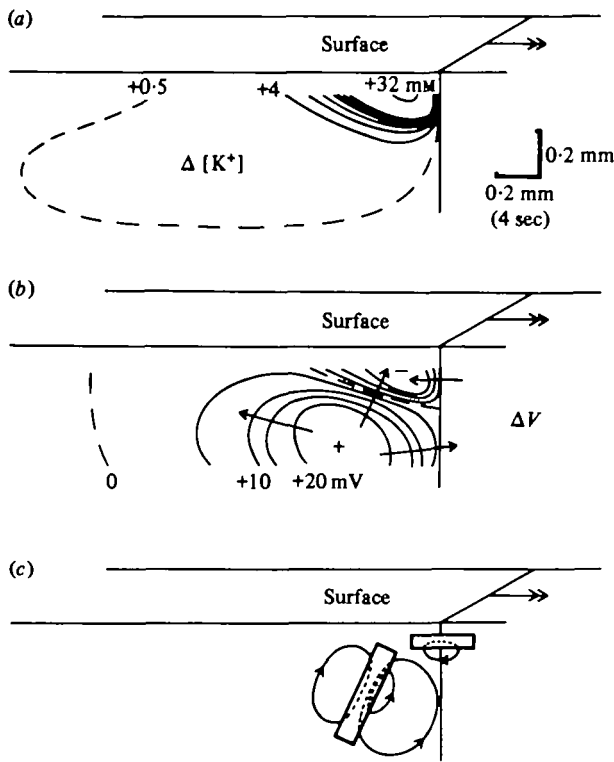 (a)
Surface
+0·5 +4 +32 mM
Δ [K⁺]
0·2 mm
0·2 mm
(4 sec)
(b)
Surface
−
ΔV
+
0 +10 +20 mV
(c)
Surface